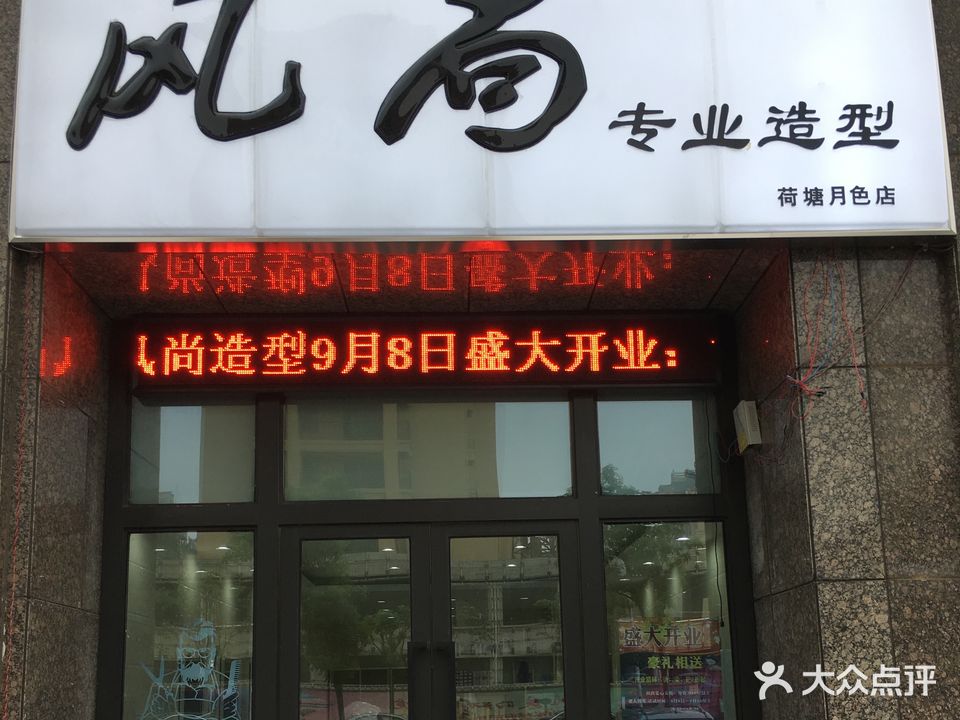 风尚
专业造型
荷塘月色店
风尚造型9月8日盛大开业：
盛大开业
豪礼相送
大众点评